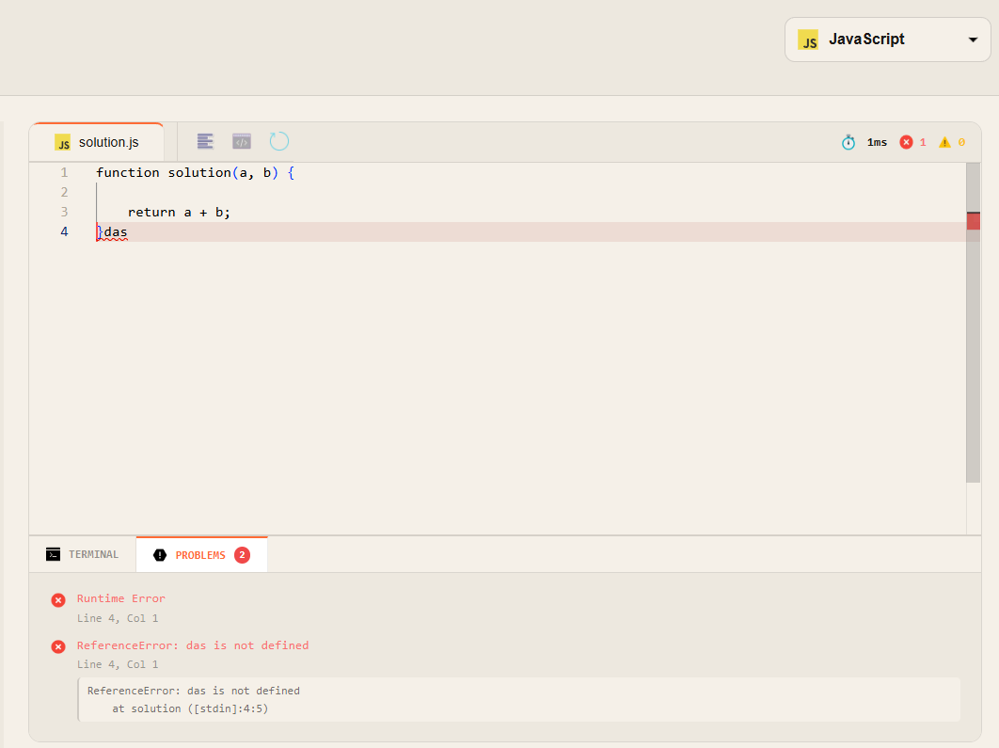 JS JavaScript
JS solution.js
</>
1ms 1 0
1 function solution(a, b) {
2
3 return a + b;
4 }das
TERMINAL
PROBLEMS 2
Runtime Error
Line 4, Col 1
ReferenceError: das is not defined
Line 4, Col 1
ReferenceError: das is not defined
at solution ([stdin]:4:5)